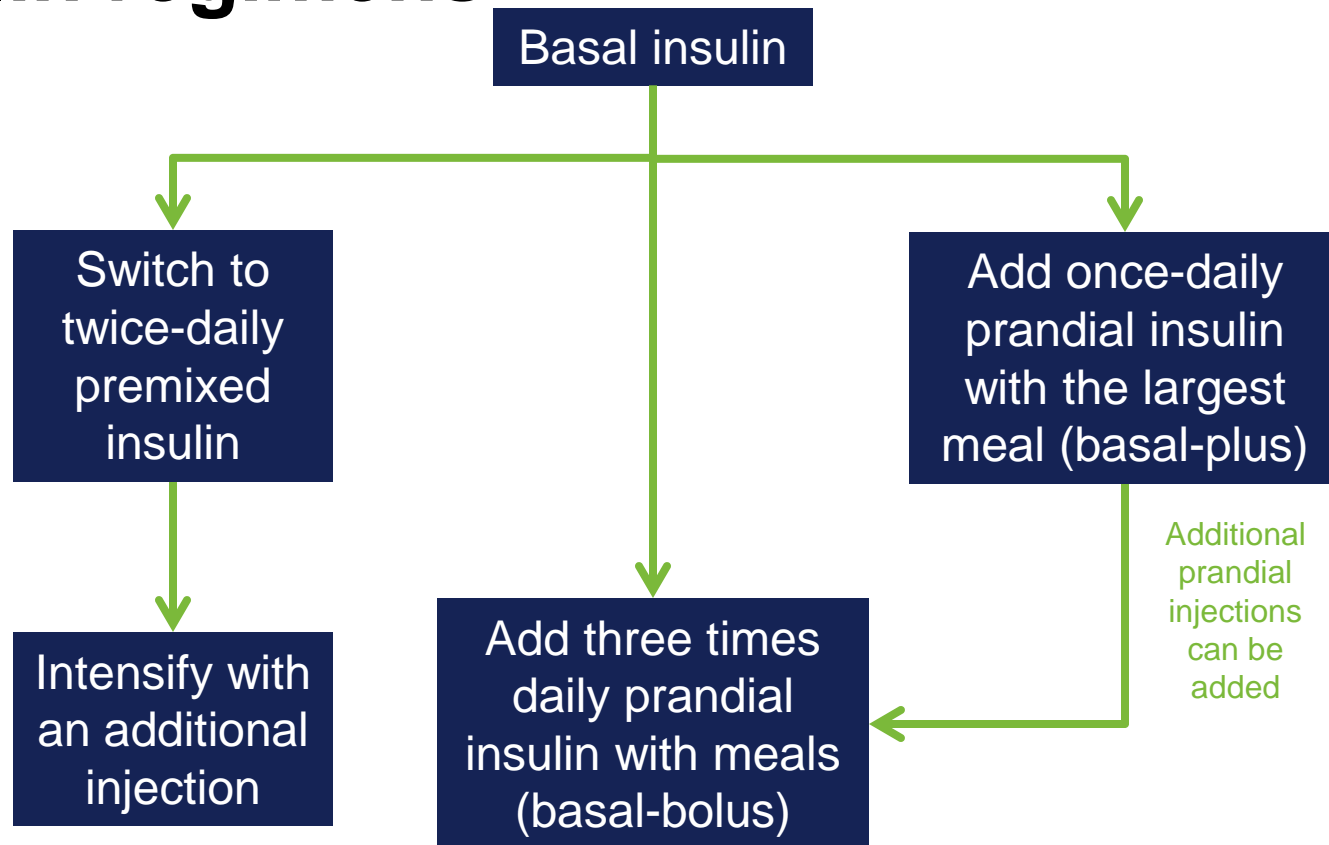 Basal insulin
Switch to
twice-daily
premixed
insulin
Add once-daily
prandial insulin
with the largest
meal (basal-plus)
Additional
prandial
injections
can be
added
Intensify with
an additional
injection
Add three times
daily prandial
insulin with meals
(basal-bolus)